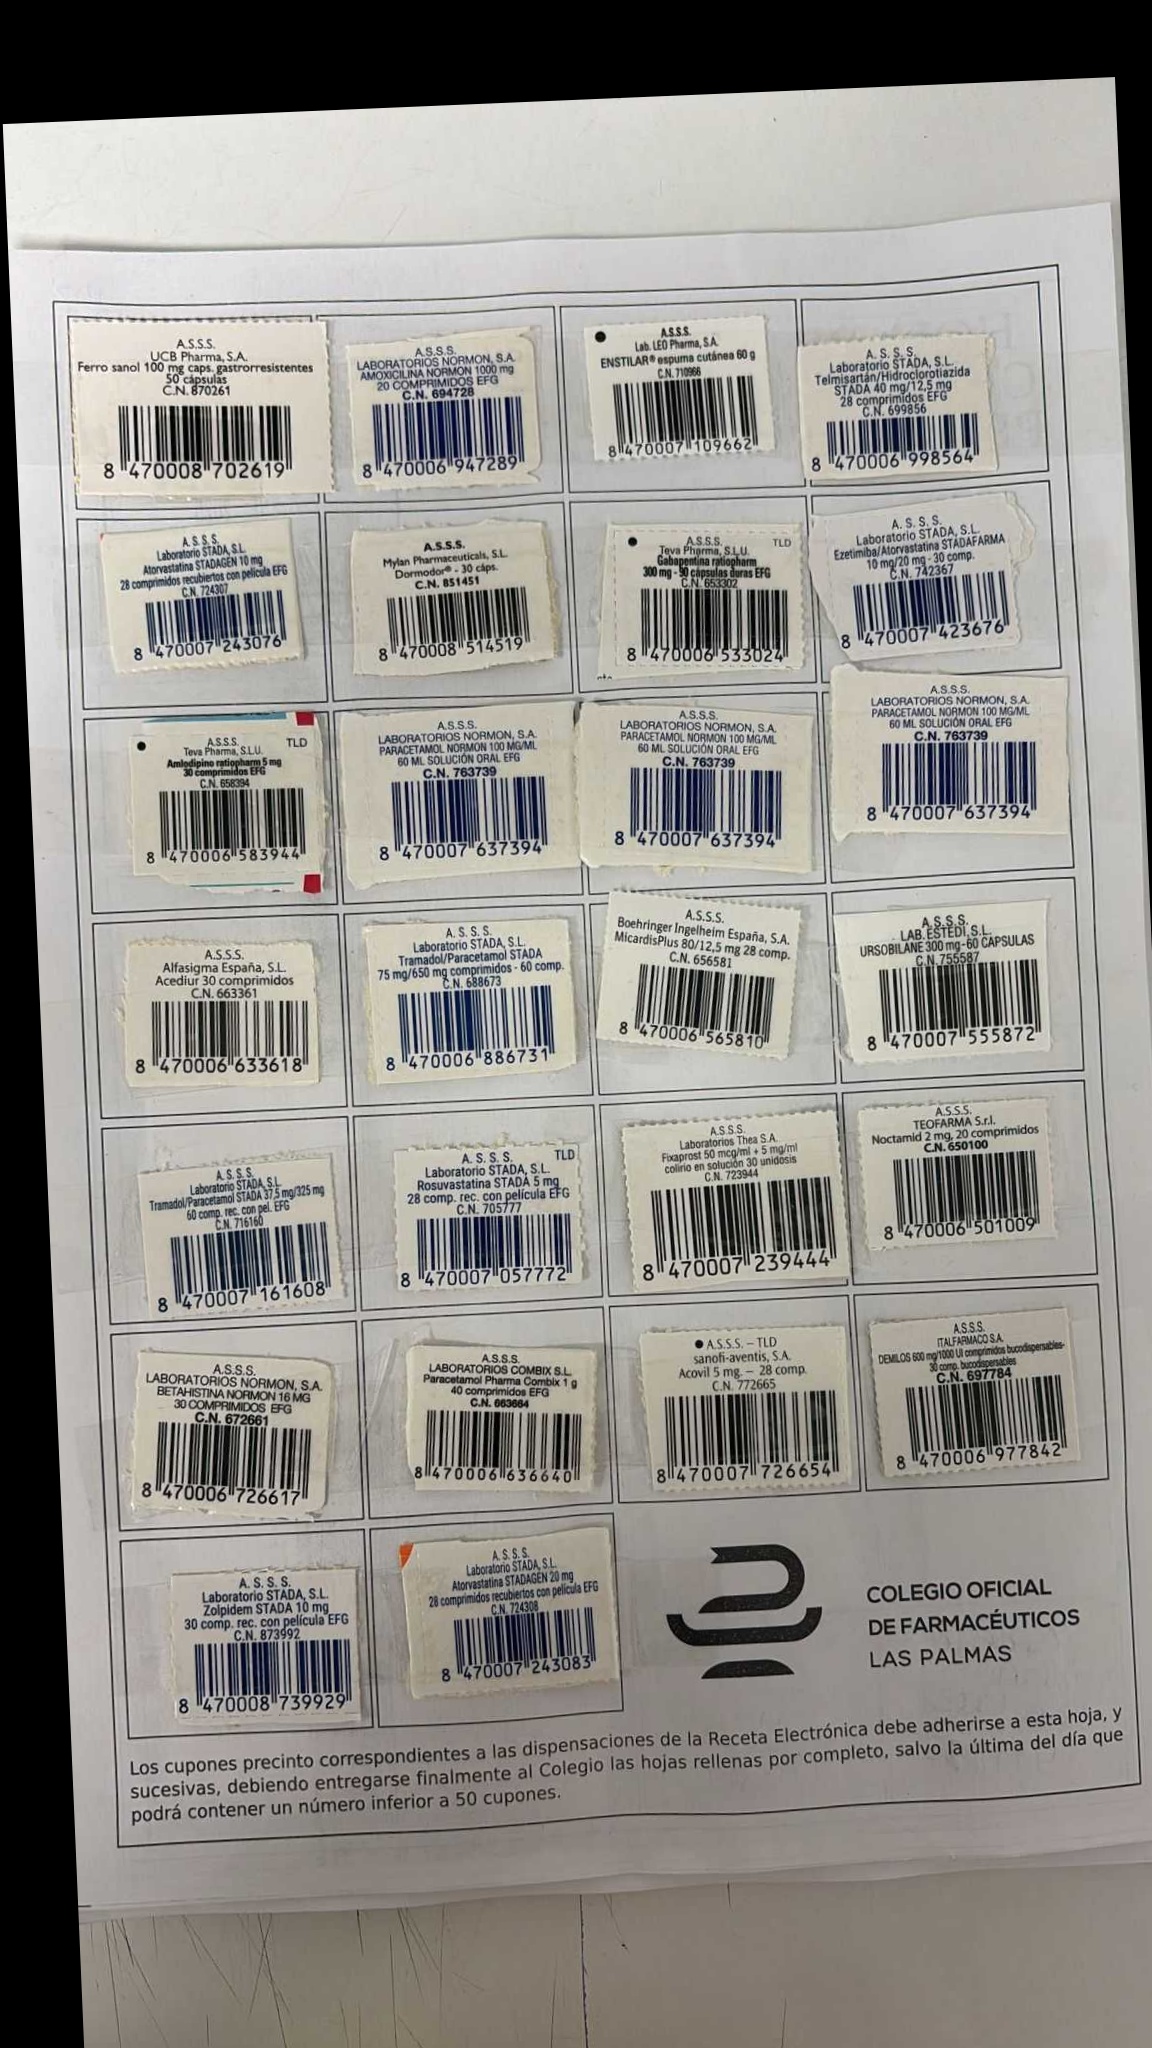 A.S.S.S.
UCB Pharma, S.A.
Ferro sanol 100 mg caps. gastrorresistentes
50 cápsulas
C.N. 870261
8 470008 702619
A.S.S.S.
LABORATORIOS NORMON, S.A.
AMOXICILINA NORMON 1000 mg
20 COMPRIMIDOS EFG
C.N. 694728
8 470006 947289
A.S.S.S.
Lab. LEO Pharma, S.A.
ENSTILAR® espuma cutánea 60 g
C.N. 710966
8 470007 109662
A. S. S. S.
Laboratorio STADA, S.L.
Telmisartán/Hidroclorotiazida
STADA 40 mg/12,5 mg
28 comprimidos EFG
C.N. 699856
8 470006 998564
A. S. S. S.
Laboratorio STADA, S.L.
Atorvastatina STADAGEN 10 mg
28 comprimidos recubiertos con película EFG
C.N. 724307
8 470007 243076
A.S.S.S.
Mylan Pharmaceuticals, S.L.
Dormodor® - 30 cáps.
C.N. 851451
8 470008 514519
A.S.S.S. TLD
Teva Pharma, S.L.U.
Gabapentina ratiopharm
300 mg - 90 cápsulas duras EFG
C.N. 653302
8 470006 533024
A. S. S. S.
Laboratorio STADA, S.L.
Ezetimiba/Atorvastatina STADAFARMA
10 mg/20 mg - 30 comp.
C.N. 742367
8 470007 423676
A.S.S.S. TLD
Teva Pharma, S.L.U.
Amlodipino ratiopharm 5 mg
30 comprimidos EFG
C.N. 658394
8 470006 583944
A.S.S.S.
LABORATORIOS NORMON, S.A.
PARACETAMOL NORMON 100 MG/ML
60 ML SOLUCIÓN ORAL EFG
C.N. 763739
8 470007 637394
A.S.S.S.
LABORATORIOS NORMON, S.A.
PARACETAMOL NORMON 100 MG/ML
60 ML SOLUCIÓN ORAL EFG
C.N. 763739
8 470007 637394
A.S.S.S.
LABORATORIOS NORMON, S.A.
PARACETAMOL NORMON 100 MG/ML
60 ML SOLUCIÓN ORAL EFG
C.N. 763739
8 470007 637394
A.S.S.S.
Alfasigma España, S.L.
Acediur 30 comprimidos
C.N. 663361
8 470006 633618
A. S. S. S.
Laboratorio STADA, S.L.
Tramadol/Paracetamol STADA
75 mg/650 mg comprimidos - 60 comp.
C.N. 688673
8 470006 886731
A.S.S.S.
Boehringer Ingelheim España, S.A.
MicardisPlus 80/12,5 mg 28 comp.
C.N. 656581
8 470006 565810
A.S.S.S.
LAB. ESTEDI, S.L.
URSOBILANE 300 mg-60 CÁPSULAS
C.N. 755587
8 470007 555872
A. S. S. S.
Laboratorio STADA, S.L.
Tramadol/Paracetamol STADA 37,5 mg/325 mg
60 comp. rec. con pel. EFG
C.N. 716160
8 470007 161608
A. S. S. S. TLD
Laboratorio STADA, S.L.
Rosuvastatina STADA 5 mg
28 comp. rec. con película EFG
C.N. 705777
8 470007 057772
A.S.S.S.
Laboratorios Thea S.A.
Fixaprost 50 mcg/ml + 5 mg/ml
colirio en solución 30 unidosis
C.N. 723944
8 470007 239444
A.S.S.S.
TEOFARMA S.r.l.
Noctamid 2 mg, 20 comprimidos
C.N. 650100
8 470006 501009
A.S.S.S.
LABORATORIOS NORMON, S.A.
BETAHISTINA NORMON 16 MG
30 COMPRIMIDOS EFG
C.N. 672661
8 470006 726617
A.S.S.S.
LABORATORIOS COMBIX S.L.
Paracetamol Pharma Combix 1 g
40 comprimidos EFG
C.N. 663664
8 470006 636640
A.S.S.S. – TLD
sanofi-aventis, S.A.
Acovil 5 mg. – 28 comp.
C.N. 772665
8 470007 726654
A.S.S.S.
ITALFARMACO S.A.
DEMILOS 600 mg/1000 UI comprimidos bucodispersables-
30 comp. bucodispersables
C.N. 697784
8 470006 977842
A. S. S. S.
Laboratorio STADA, S.L.
Zolpidem STADA 10 mg
30 comp. rec. con película EFG
C.N. 873992
8 470008 739929
A. S. S. S.
Laboratorio STADA, S.L.
Atorvastatina STADAGEN 20 mg
28 comprimidos recubiertos con película EFG
C.N. 724308
8 470007 243083
COLEGIO OFICIAL
DE FARMACÉUTICOS
LAS PALMAS
Los cupones precinto correspondientes a las dispensaciones de la Receta Electrónica debe adherirse a esta hoja, y
sucesivas, debiendo entregarse finalmente al Colegio las hojas rellenas por completo, salvo la última del día que
podrá contener un número inferior a 50 cupones.